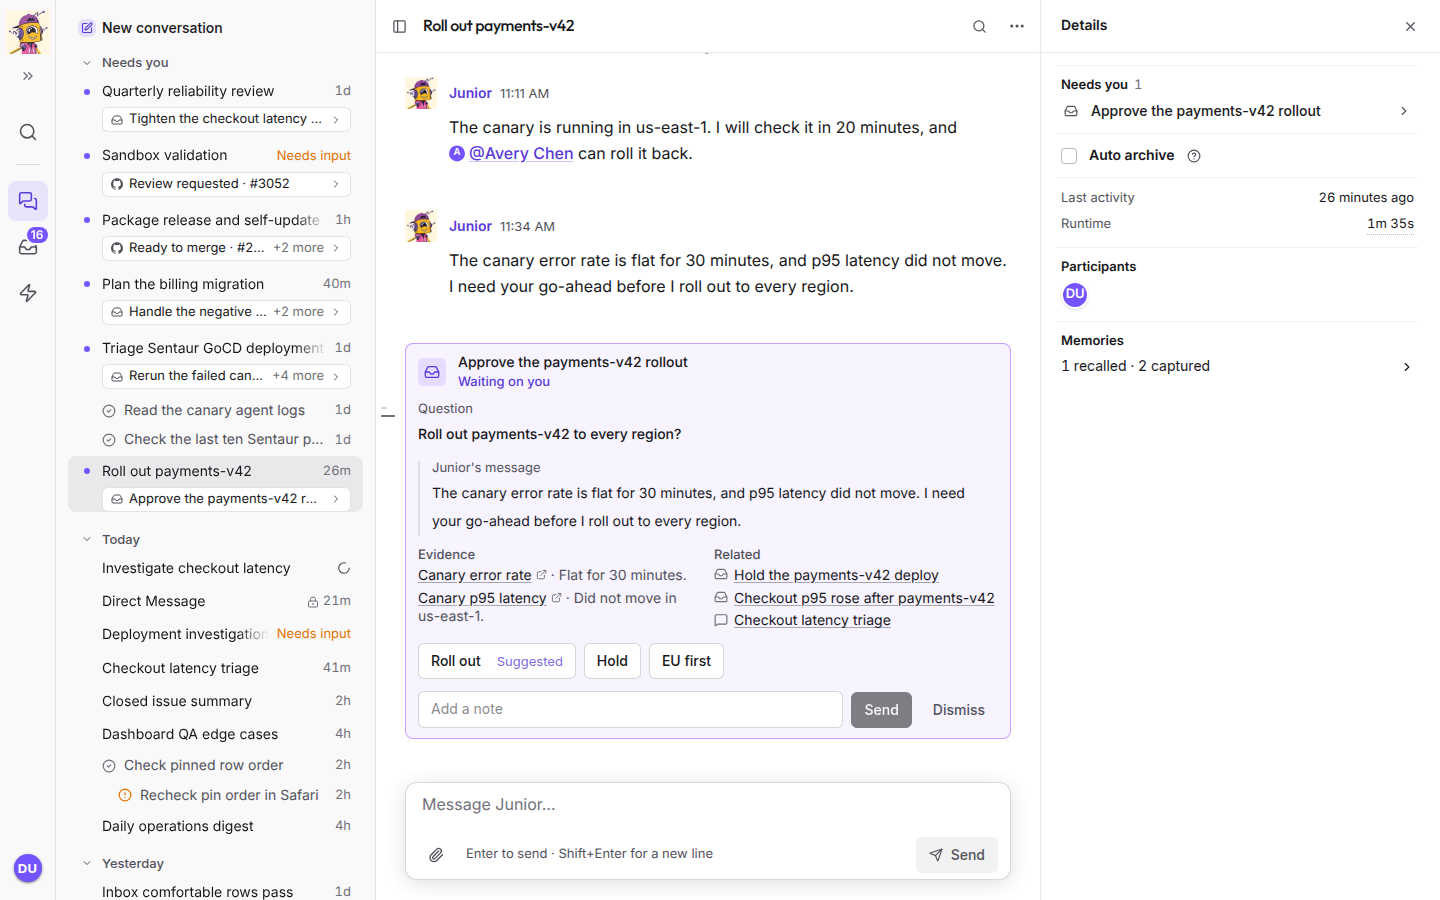 New conversation
Needs you
Quarterly reliability review 1d
Tighten the checkout latency ...
Sandbox validation Needs input
Review requested · #3052
Package release and self-update 1h
Ready to merge · #2... +2 more
Plan the billing migration 40m
Handle the negative ... +2 more
Triage Sentaur GoCD deployment 1d
Rerun the failed can... +4 more
Read the canary agent logs 1d
Check the last ten Sentaur p... 1d
Roll out payments-v42 26m
Approve the payments-v42 r...
Today
Investigate checkout latency
Direct Message 21m
Deployment investigation Needs input
Checkout latency triage 41m
Closed issue summary 2h
Dashboard QA edge cases 4h
Check pinned row order 2h
Recheck pin order in Safari 2h
Daily operations digest 4h
Yesterday
Inbox comfortable rows pass 1d
16
DU
Roll out payments-v42
Junior 11:11 AM
The canary is running in us-east-1. I will check it in 20 minutes, and
A @Avery Chen can roll it back.
Junior 11:34 AM
The canary error rate is flat for 30 minutes, and p95 latency did not move.
I need your go-ahead before I roll out to every region.
Approve the payments-v42 rollout
Waiting on you
Question
Roll out payments-v42 to every region?
Junior's message
The canary error rate is flat for 30 minutes, and p95 latency did not move. I need
your go-ahead before I roll out to every region.
Evidence
Canary error rate · Flat for 30 minutes.
Canary p95 latency · Did not move in
us-east-1.
Related
Hold the payments-v42 deploy
Checkout p95 rose after payments-v42
Checkout latency triage
Roll out Suggested Hold EU first
Add a note Send Dismiss
Message Junior...
Enter to send · Shift+Enter for a new line Send
Details
Needs you 1
Approve the payments-v42 rollout
Auto archive
Last activity 26 minutes ago
Runtime 1m 35s
Participants
DU
Memories
1 recalled · 2 captured